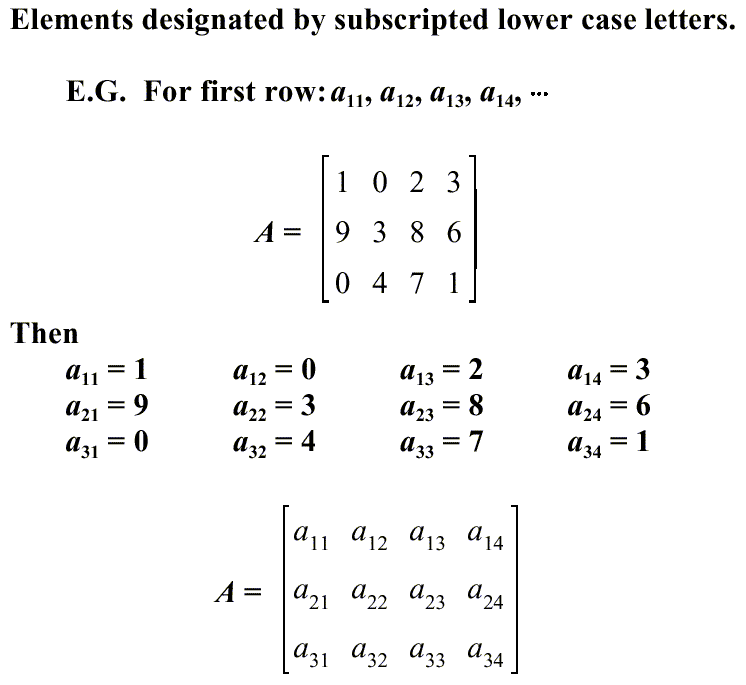 Elements designated by subscripted lower case letters.
E.G. For first row: a₁₁, a₁₂, a₁₃, a₁₄, ···
1 0 2 3
A = 9 3 8 6
0 4 7 1
Then
a₁₁ = 1 a₁₂ = 0 a₁₃ = 2 a₁₄ = 3
a₂₁ = 9 a₂₂ = 3 a₂₃ = 8 a₂₄ = 6
a₃₁ = 0 a₃₂ = 4 a₃₃ = 7 a₃₄ = 1
a₁₁ a₁₂ a₁₃ a₁₄
A = a₂₁ a₂₂ a₂₃ a₂₄
a₃₁ a₃₂ a₃₃ a₃₄